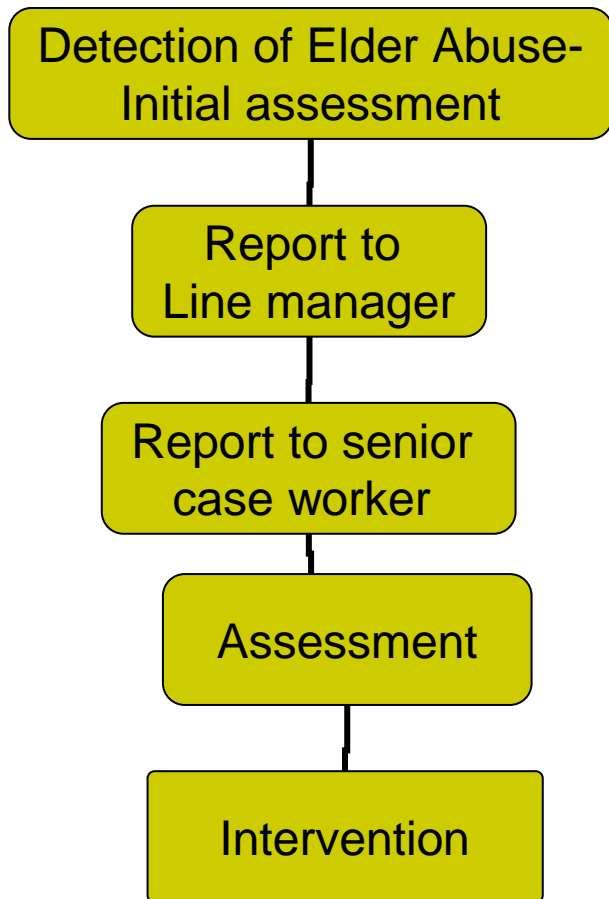 Detection of Elder Abuse-
Initial assessment
Report to
Line manager
Report to senior
case worker
Assessment
Intervention